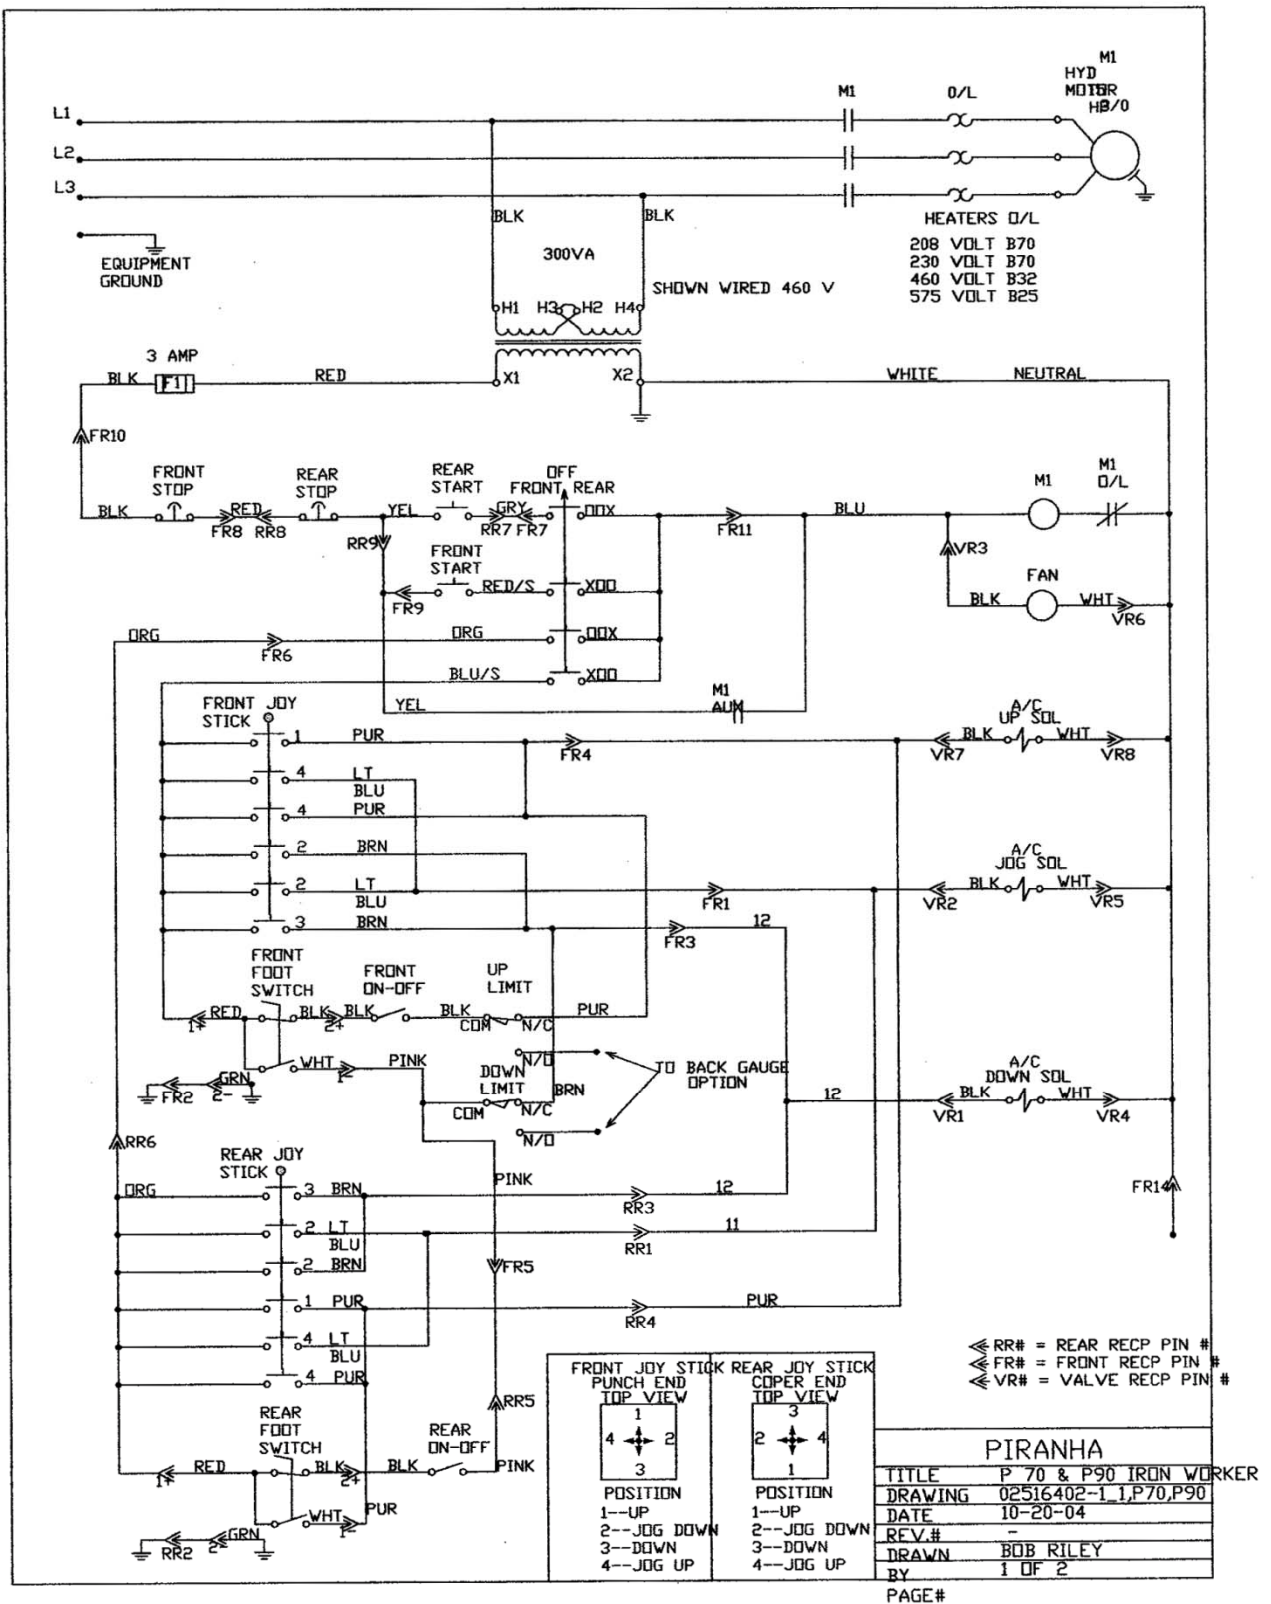 M1
HYD
MOTOR
HP/O
M1
O/L
L1
L2
L3
BLK
BLK
HEATERS O/L
208 VOLT B70
230 VOLT B70
460 VOLT B32
575 VOLT B25
EQUIPMENT
GROUND
300VA
SHOWN WIRED 460 V
H1 H3 H2 H4
3 AMP
BLK F1 RED X1 X2 WHITE NEUTRAL
FR10
FRONT
STOP
REAR
STOP
REAR
START
OFF
FRONT REAR
M1
M1
O/L
BLK RED YEL GRY OOX BLU
FR8 RR8 RR7 FR7 FR11
RR9
FRONT
START
VR3
FAN
RED/S XOO
FR9
BLK WHT
VR6
ORG ORG OOX
FR6
BLU/S XOO
YEL
M1
AUX
FRONT JOY
STICK
A/C
UP SOL
1 PUR
FR4
BLK WHT
VR7 VR8
4 LT
BLU
4 PUR
2 BRN
A/C
JOG SOL
2 LT
BLU
FR1
BLK WHT
VR2 VR5
3 BRN
FR3
12
FRONT
FOOT
SWITCH
FRONT
ON-OFF
UP
LIMIT
RED BLK BLK BLK PUR
1+ 2+ COM N/C
N/O
WHT PINK
1-
DOWN
LIMIT
TO BACK GAUGE
OPTION
A/C
DOWN SOL
GRN
FR2 2-
COM N/C
BRN
N/O
12
BLK WHT
VR1 VR4
RR6
REAR JOY
STICK
PINK
FR14
ORG 3 BRN
RR3
12
2 LT
BLU
RR1
11
2 BRN
FR5
1 PUR
RR4
PUR
4 LT
BLU
4 PUR
RR5
REAR
FOOT
SWITCH
REAR
ON-OFF
RED BLK BLK PINK
1+ 2+
WHT PUR
1-
GRN
RR2 2-
RR# = REAR RECP PIN #
FR# = FRONT RECP PIN #
VR# = VALVE RECP PIN #
FRONT JOY STICK
PUNCH END
TOP VIEW
1
4 2
3
POSITION
1--UP
2--JOG DOWN
3--DOWN
4--JOG UP
REAR JOY STICK
COPER END
TOP VIEW
3
2 4
1
POSITION
1--UP
2--JOG DOWN
3--DOWN
4--JOG UP
PIRANHA
TITLE P 70 & P90 IRON WORKER
DRAWING 02516402-1_1,P70,P90
DATE 10-20-04
REV.# -
DRAWN BOB RILEY
BY 1 OF 2
PAGE#